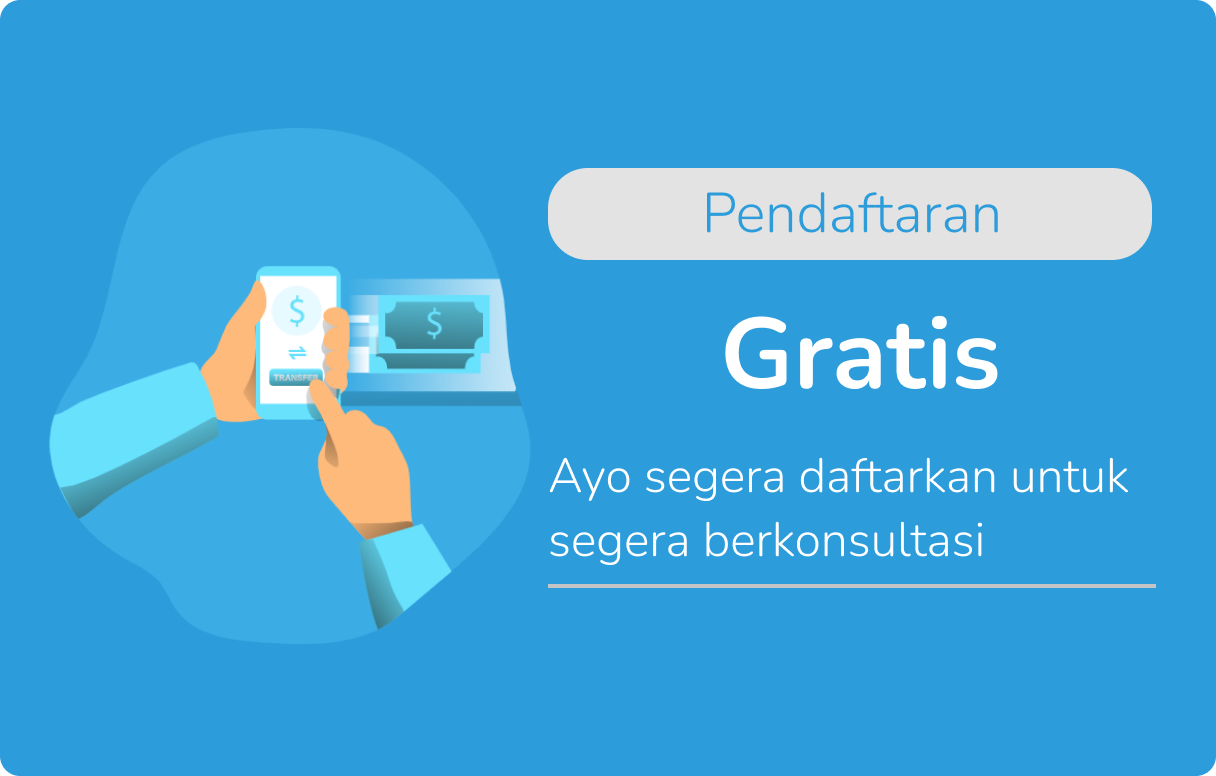 Pendaftaran
Gratis
Ayo segera daftarkan untuk
segera berkonsultasi
$
$
TRANSFER